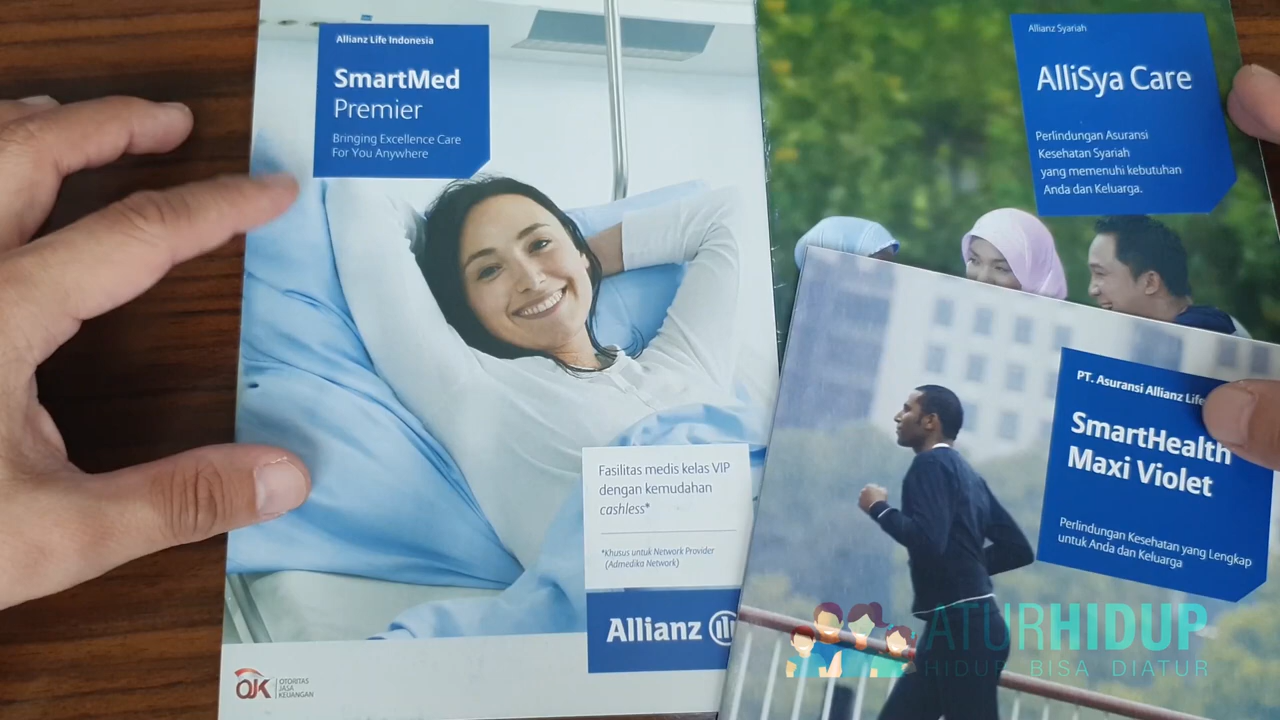 Allianz Life Indonesia
SmartMed
Premier
Bringing Excellence Care
For You Anywhere
Fasilitas medis kelas VIP
dengan kemudahan
cashless*
*Khusus untuk Network Provider
(Admedika Network)
Allianz
OJK
OTORITAS
JASA
KEUANGAN
Allianz Syariah
AlliSya Care
Perlindungan Asuransi
Kesehatan Syariah
yang memenuhi kebutuhan
Anda dan Keluarga.
PT. Asuransi Allianz Life
SmartHealth
Maxi Violet
Perlindungan Kesehatan yang Lengkap
untuk Anda dan Keluarga
ATURHIDUP
HIDUP BISA DIATUR